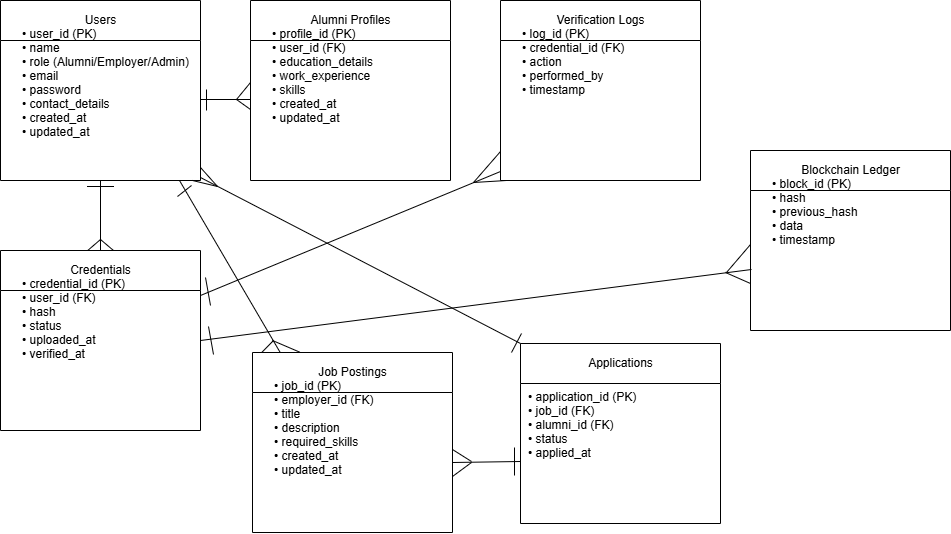 Users
• user_id (PK)
• name
• role (Alumni/Employer/Admin)
• email
• password
• contact_details
• created_at
• updated_at
Alumni Profiles
• profile_id (PK)
• user_id (FK)
• education_details
• work_experience
• skills
• created_at
• updated_at
Verification Logs
• log_id (PK)
• credential_id (FK)
• action
• performed_by
• timestamp
Blockchain Ledger
• block_id (PK)
• hash
• previous_hash
• data
• timestamp
Credentials
• credential_id (PK)
• user_id (FK)
• hash
• status
• uploaded_at
• verified_at
Job Postings
• job_id (PK)
• employer_id (FK)
• title
• description
• required_skills
• created_at
• updated_at
Applications
• application_id (PK)
• job_id (FK)
• alumni_id (FK)
• status
• applied_at